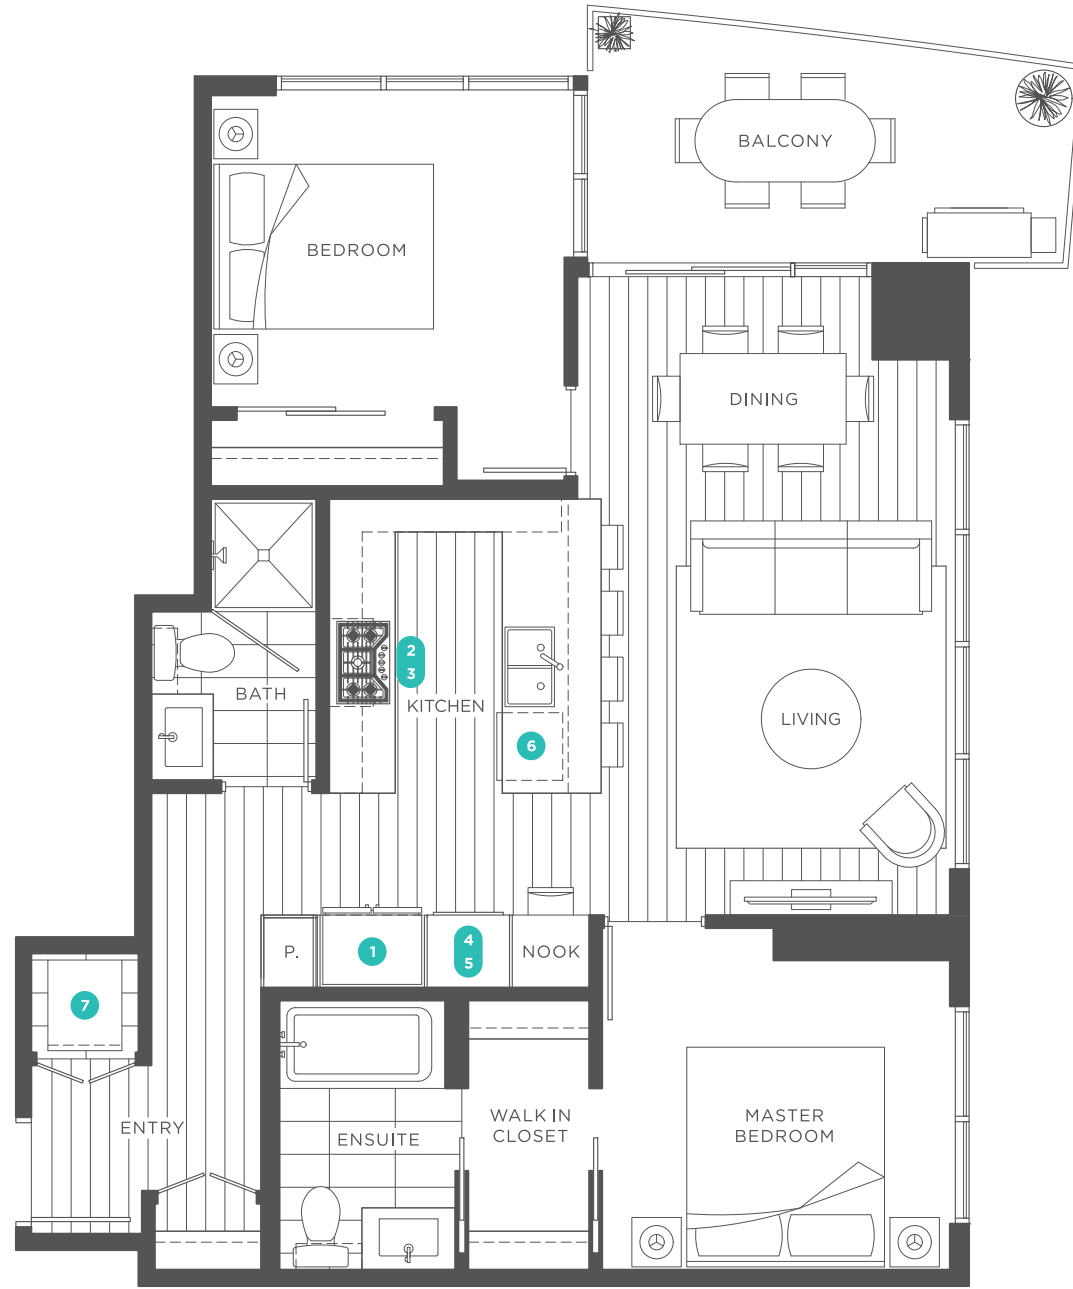 BALCONY
BEDROOM
DINING
2
3
BATH
KITCHEN
LIVING
6
P.
1
4
5
NOOK
7
ENTRY
ENSUITE
WALK IN
CLOSET
MASTER
BEDROOM